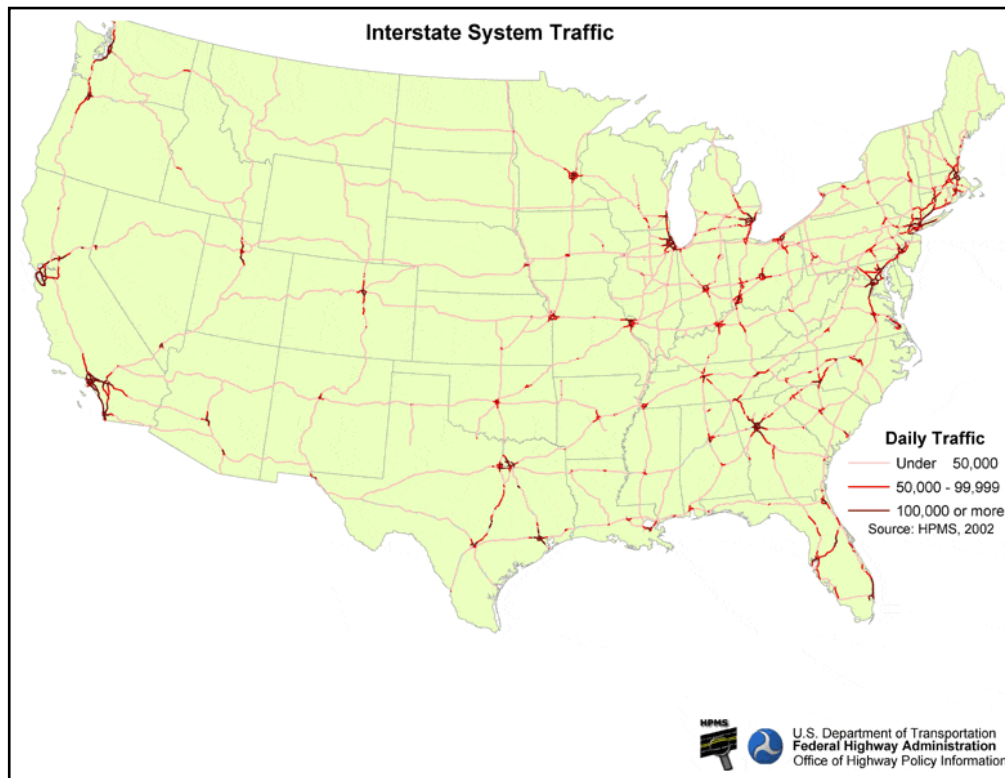 Interstate System Traffic
Daily Traffic
Under 50,000
50,000 - 99,999
100,000 or more
Source: HPMS, 2002
HPMS
U.S. Department of Transportation
Federal Highway Administration
Office of Highway Policy Information